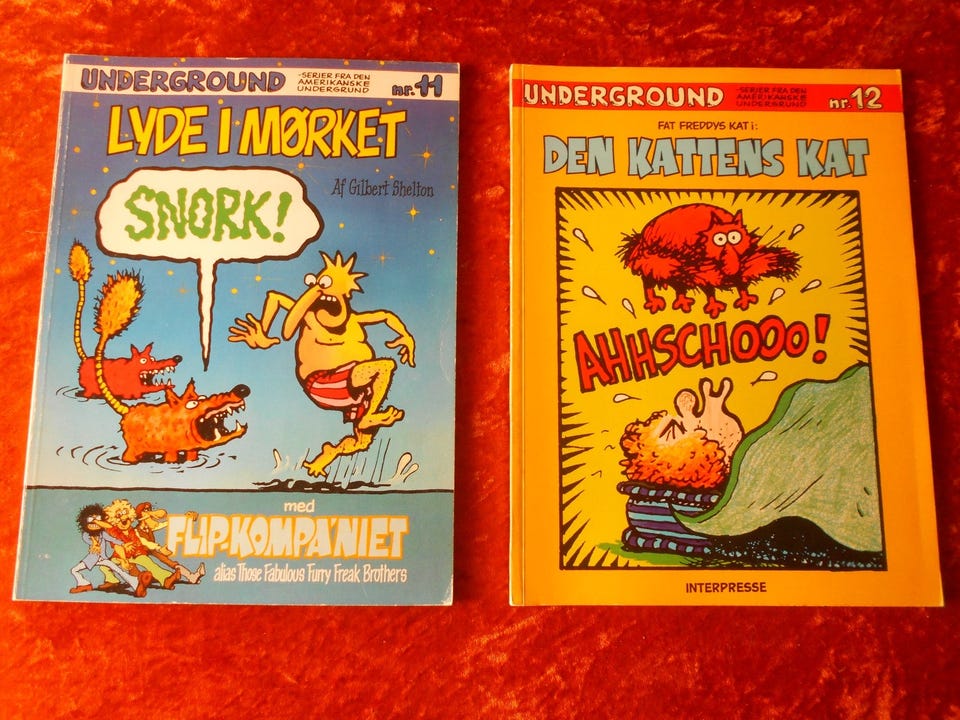 UNDERGROUND
-SERIER FRA DEN
AMERIKANSKE
UNDERGRUND
nr. 11
LYDE I MØRKET
Af Gilbert Shelton
SNORK!
med
FLIP-KOMPA'NIET
alias Those Fabulous Furry Freak Brothers
UNDERGROUND
-SERIER FRA DEN
AMERIKANSKE
UNDERGRUND
nr. 12
FAT FREDDYS KAT i:
DEN KATTENS KAT
AHHSCHOOO!
INTERPRESSE